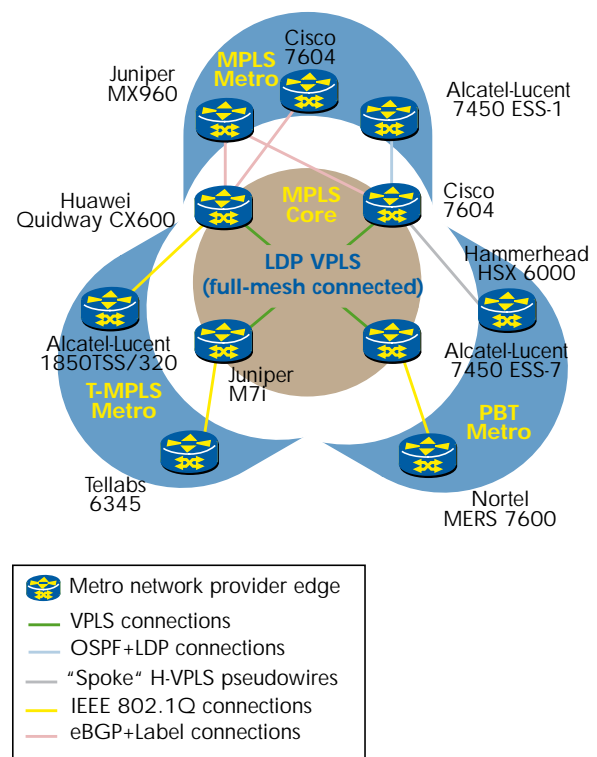 Cisco
7604
MPLS
Metro
Juniper
MX960
Alcatel-Lucent
7450 ESS-1
Huawei
Quidway CX600
MPLS
Core
Cisco
7604
LDP VPLS
(full-mesh connected)
Hammerhead
HSX 6000
Alcatel-Lucent
1850TSS/320
Juniper
M7i
Alcatel-Lucent
7450 ESS-7
T-MPLS
Metro
PBT
Metro
Tellabs
6345
Nortel
MERS 7600
Metro network provider edge
VPLS connections
OSPF+LDP connections
"Spoke" H-VPLS pseudowires
IEEE 802.1Q connections
eBGP+Label connections